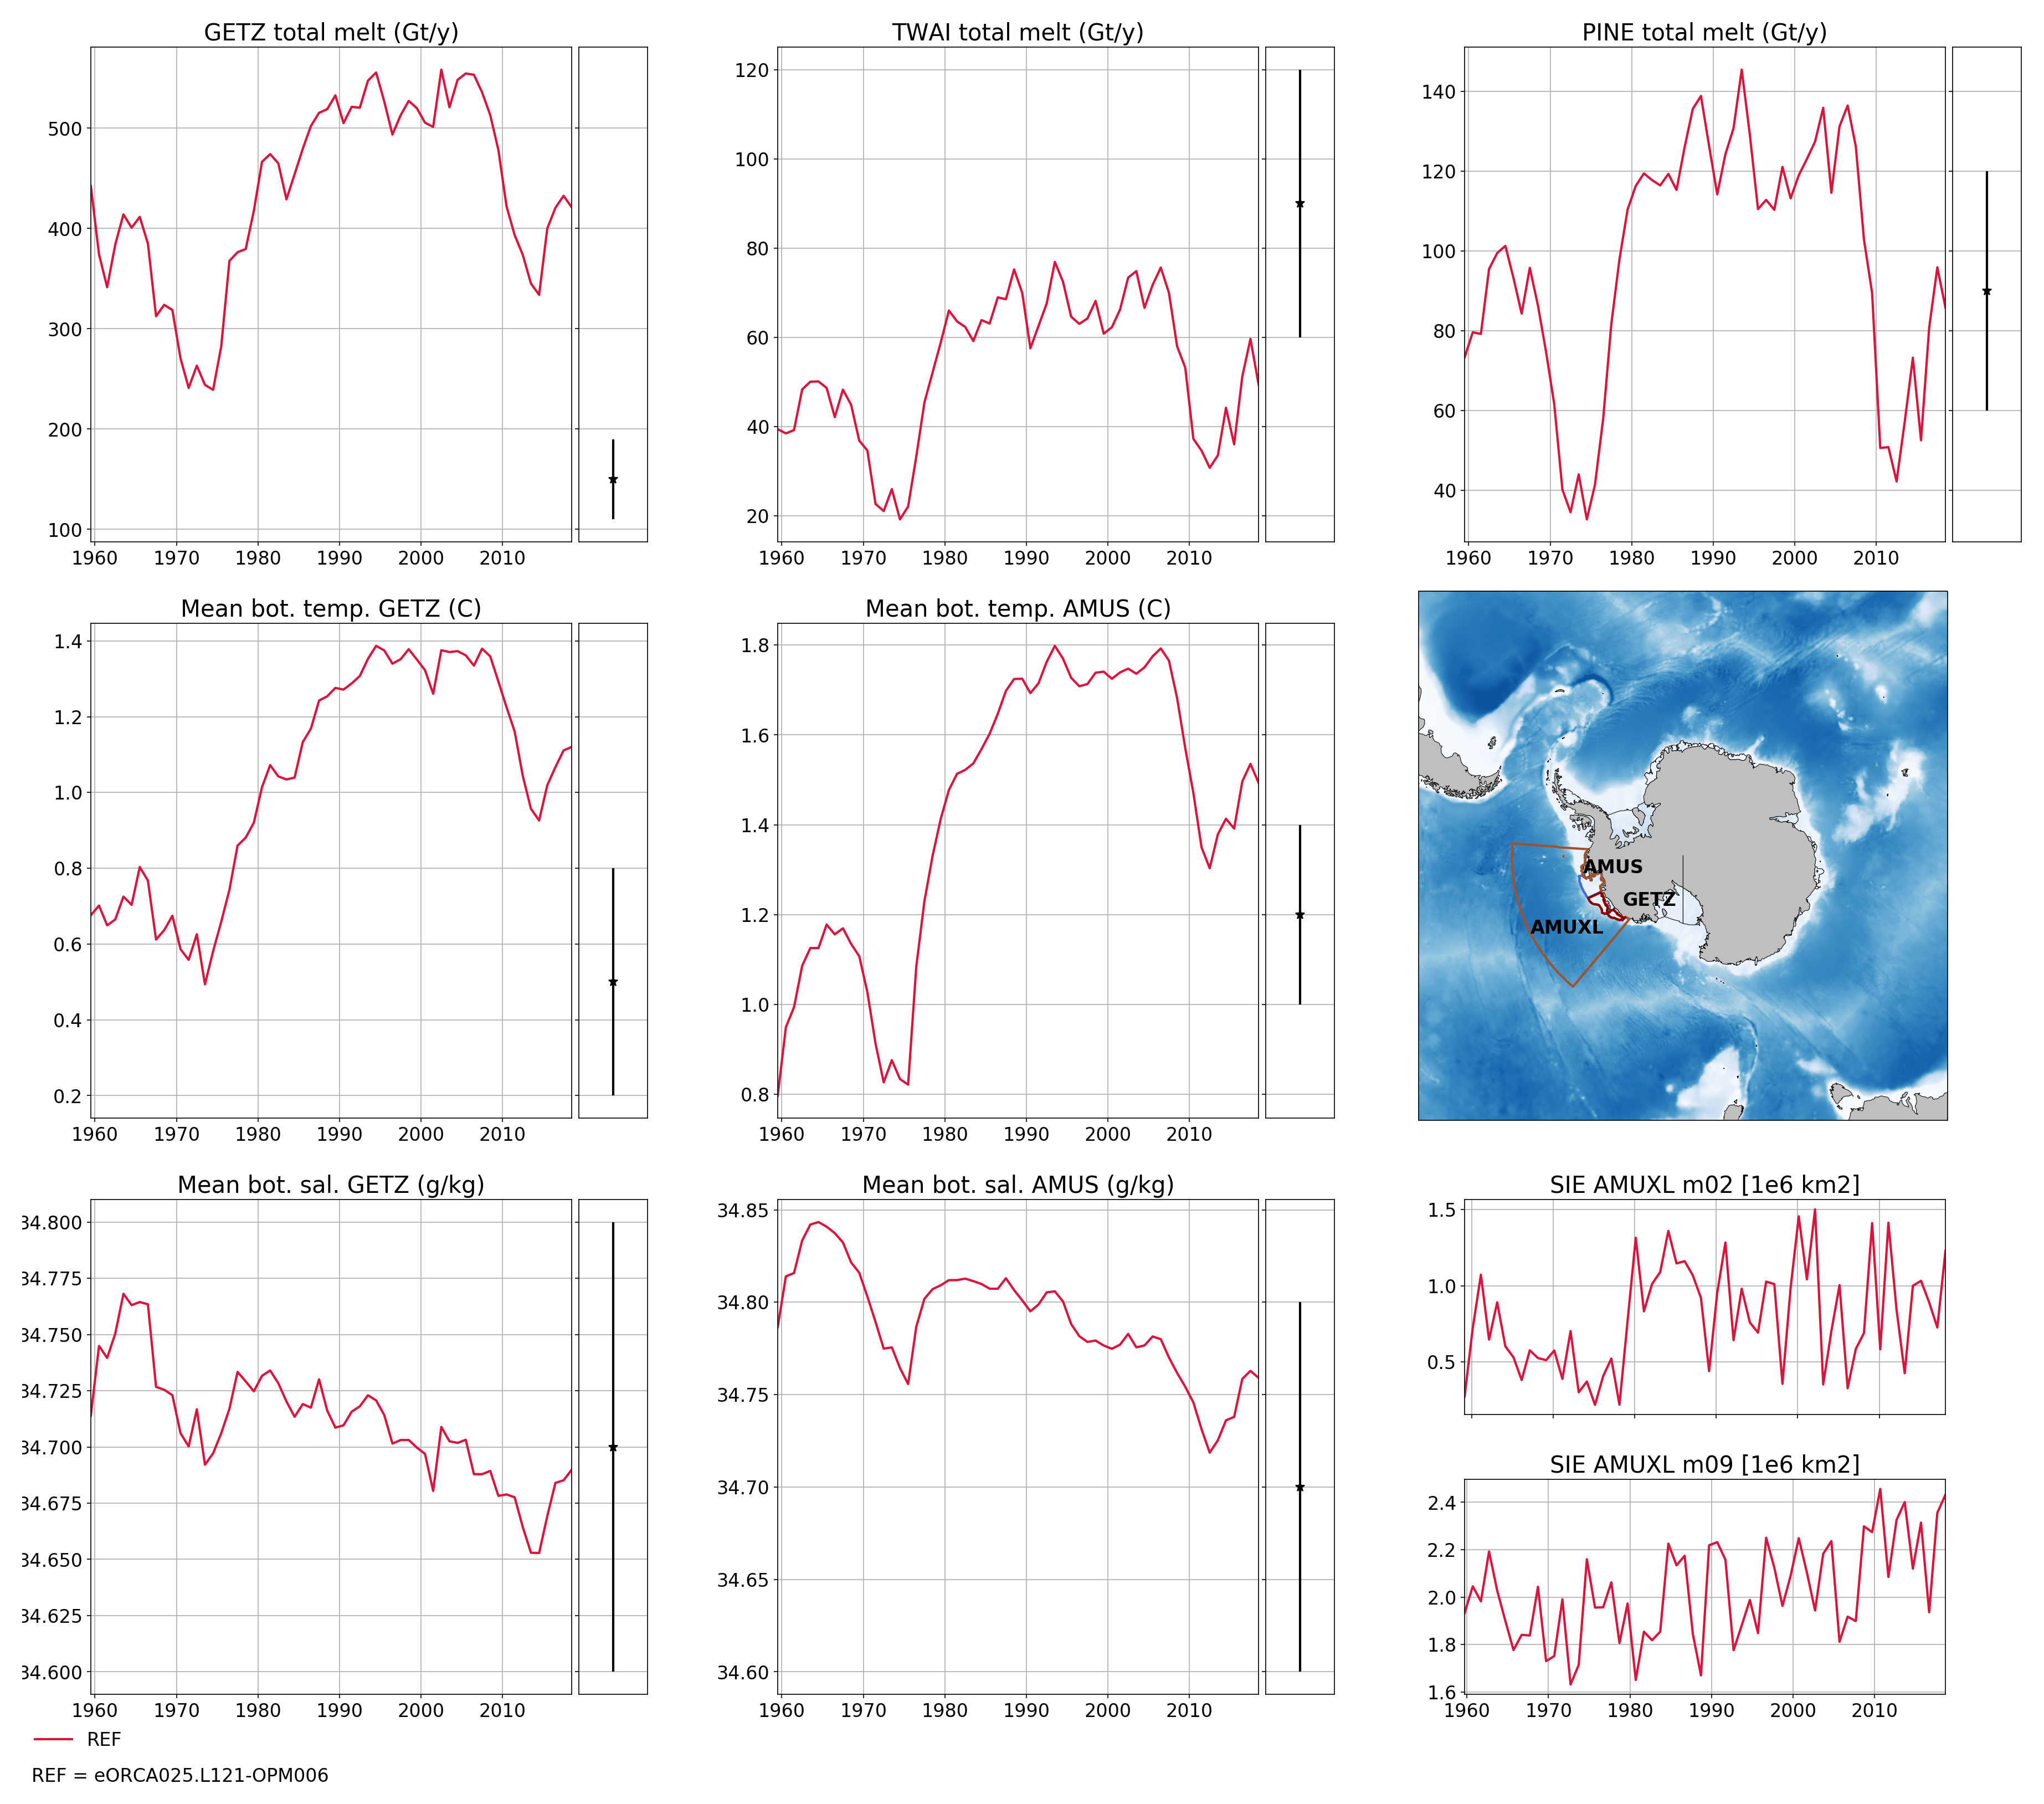 GETZ total melt (Gt/y)
TWAI total melt (Gt/y)
PINE total melt (Gt/y)
500
400
300
200
100
1960 1970 1980 1990 2000 2010
120
100
80
60
40
20
1960 1970 1980 1990 2000 2010
140
120
100
80
60
40
1960 1970 1980 1990 2000 2010
Mean bot. temp. GETZ (C)
Mean bot. temp. AMUS (C)
1.4
1.2
1.0
0.8
0.6
0.4
0.2
1960 1970 1980 1990 2000 2010
1.8
1.6
1.4
1.2
1.0
0.8
1960 1970 1980 1990 2000 2010
AMUS
GETZ
AMUXL
Mean bot. sal. GETZ (g/kg)
Mean bot. sal. AMUS (g/kg)
SIE AMUXL m02 [1e6 km2]
34.800
34.775
34.750
34.725
34.700
34.675
34.650
34.625
34.600
1960 1970 1980 1990 2000 2010
34.85
34.80
34.75
34.70
34.65
34.60
1960 1970 1980 1990 2000 2010
1.5
1.0
0.5
SIE AMUXL m09 [1e6 km2]
2.4
2.2
2.0
1.8
1.6
1960 1970 1980 1990 2000 2010
REF
REF = eORCA025.L121-OPM006